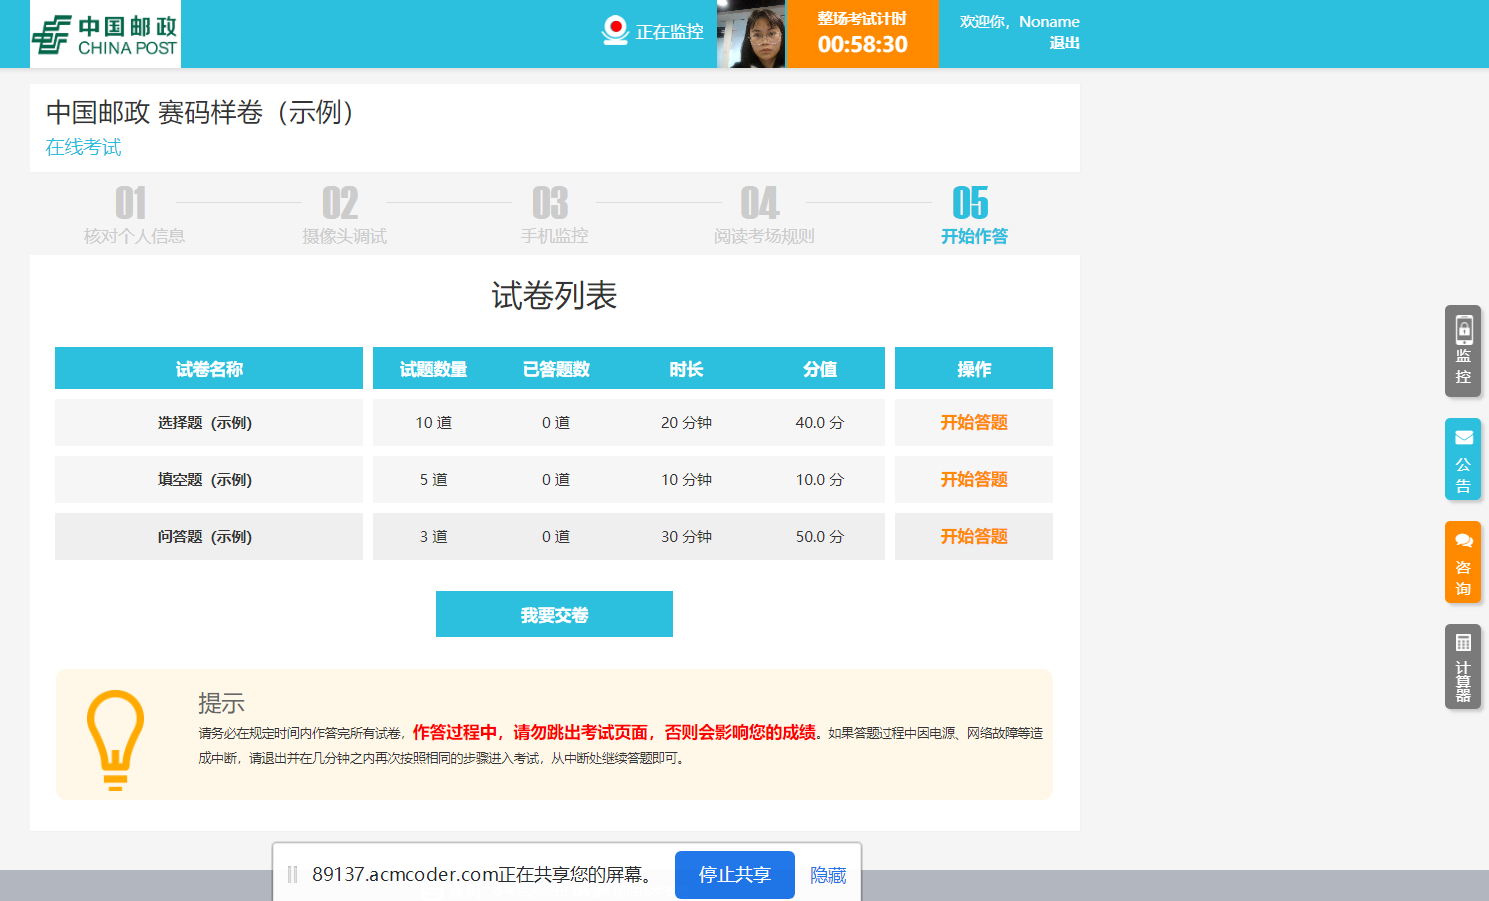 中国邮政
CHINA POST
正在监控
整场考试计时
00:58:30
欢迎你，Noname
退出
中国邮政 赛码样卷（示例）
在线考试
01
核对个人信息
02
摄像头调试
03
手机监控
04
阅读考场规则
05
开始作答
试卷列表
试卷名称 试题数量 已答题数 时长 分值 操作
选择题（示例) 10 道 0 道 20 分钟 40.0 分 开始答题
填空题（示例) 5 道 0 道 10 分钟 10.0 分 开始答题
问答题（示例) 3 道 0 道 30 分钟 50.0 分 开始答题
我要交卷
提示
请务必在规定时间内作答完所有试卷，作答过程中，请勿跳出考试页面，否则会影响您的成绩。如果答题过程中因电源、网络故障等造
成中断，请退出并在几分钟之内再次按照相同的步骤进入考试，从中断处继续答题即可。
监控
公告
咨询
计算器
89137.acmcoder.com正在共享您的屏幕。 停止共享 隐藏